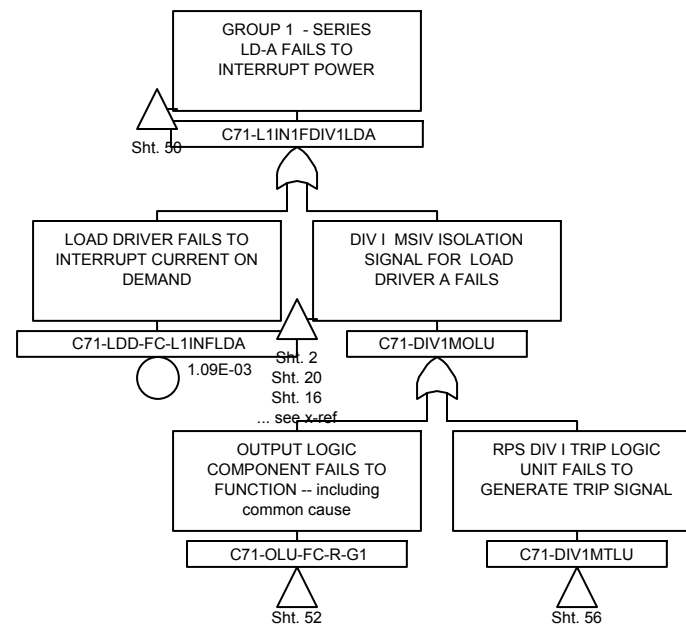 GROUP 1 - SERIES
LD-A FAILS TO
INTERRUPT POWER
C71-L1IN1FDIV1LDA
Sht. 50
LOAD DRIVER FAILS TO
INTERRUPT CURRENT ON
DEMAND
C71-LDD-FC-L1INFLDA
1.09E-03
DIV I MSIV ISOLATION
SIGNAL FOR LOAD
DRIVER A FAILS
C71-DIV1MOLU
Sht. 2
Sht. 20
Sht. 16
... see x-ref
OUTPUT LOGIC
COMPONENT FAILS TO
FUNCTION -- including
common cause
C71-OLU-FC-R-G1
Sht. 52
RPS DIV I TRIP LOGIC
UNIT FAILS TO
GENERATE TRIP SIGNAL
C71-DIV1MTLU
Sht. 56